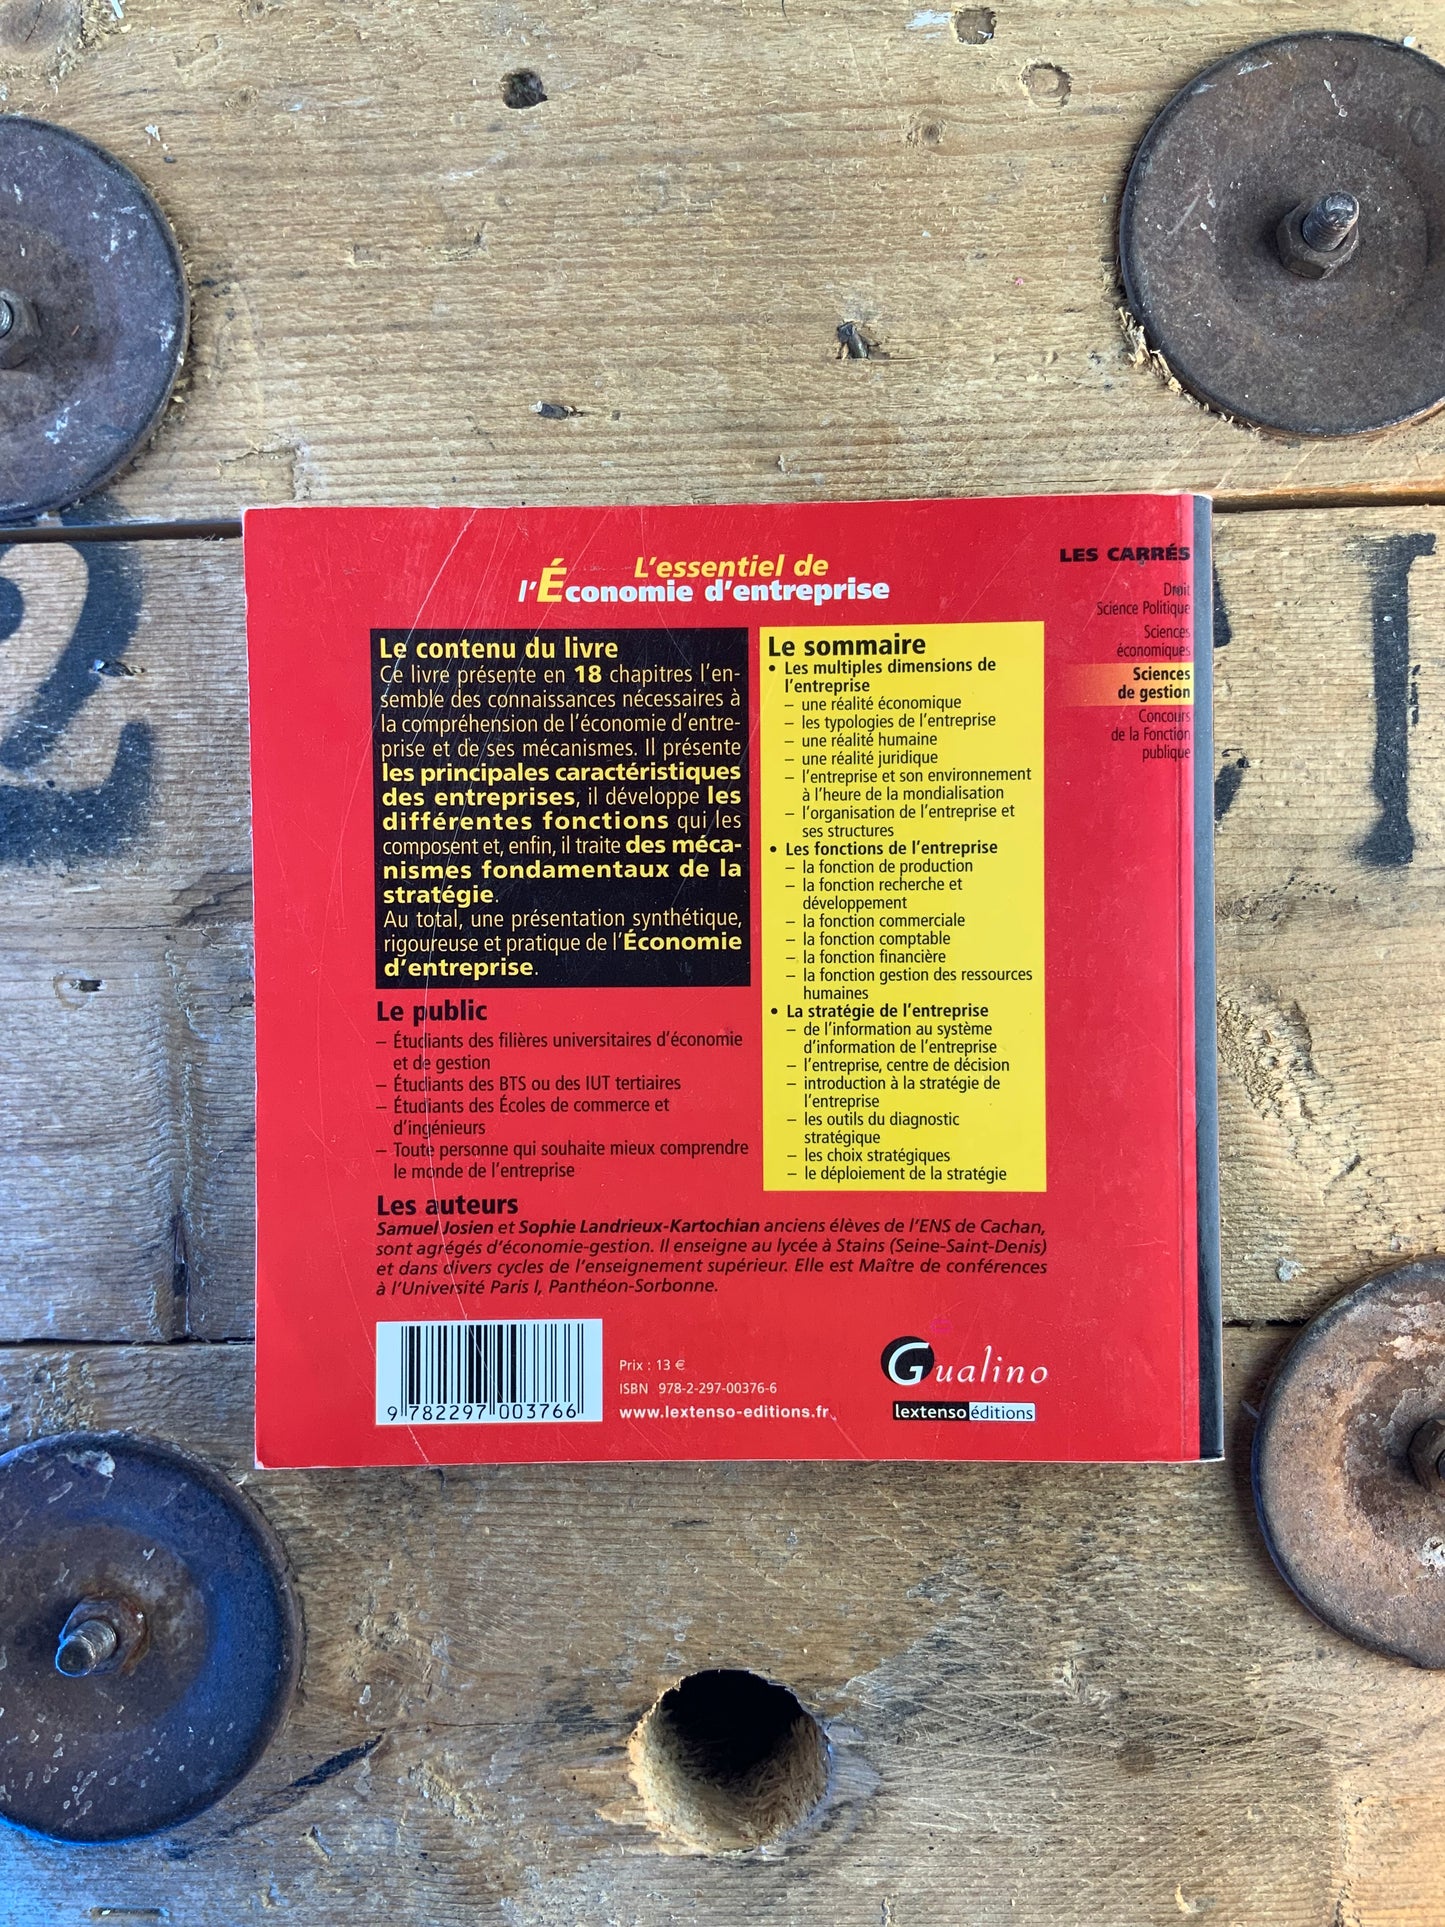 L'essentiel de
l'Économie d'entreprise
Le contenu du livre
Ce livre présente en 18 chapitres l'en-
semble des connaissances nécessaires à
la compréhension de l'économie d'entre-
prise et de ses mécanismes. Il présente
les principales caractéristiques
des entreprises, il développe les
différentes fonctions qui les
composent et, enfin, il traite des méca-
nismes fondamentaux de la
stratégie.
Au total, une présentation synthétique,
rigoureuse et pratique de l'Économie
d'entreprise.
Le public
– Étudiants des filières universitaires d'économie
et de gestion
– Étudiants des BTS ou des IUT tertiaires
– Étudiants des Écoles de commerce et
d'ingénieurs
– Toute personne qui souhaite mieux comprendre
le monde de l'entreprise
Le sommaire
• Les multiples dimensions de
l'entreprise
– une réalité économique
– les typologies de l'entreprise
– une réalité humaine
– une réalité juridique
– l'entreprise et son environnement
à l'heure de la mondialisation
– l'organisation de l'entreprise et
ses structures
• Les fonctions de l'entreprise
– la fonction de production
– la fonction recherche et
développement
– la fonction commerciale
– la fonction comptable
– la fonction financière
– la fonction gestion des ressources
humaines
• La stratégie de l'entreprise
– de l'information au système
d'information de l'entreprise
– l'entreprise, centre de décision
– introduction à la stratégie de
l'entreprise
– les outils du diagnostic
stratégique
– les choix stratégiques
– le déploiement de la stratégie
Les auteurs
Samuel Josien et Sophie Landrieux-Kartochian anciens élèves de l'ENS de Cachan,
sont agrégés d'économie-gestion. Il enseigne au lycée à Stains (Seine-Saint-Denis)
et dans divers cycles de l'enseignement supérieur. Elle est Maître de conférences
à l'Université Paris I, Panthéon-Sorbonne.
9 782297 003766
Prix : 13 €
ISBN 978-2-297-00376-6
www.lextenso-editions.fr
Gualino
lextenso éditions
LES CARRÉS
Droit
Science Politique
Sciences
économiques
Sciences
de gestion
Concours
de la Fonction
publique
2